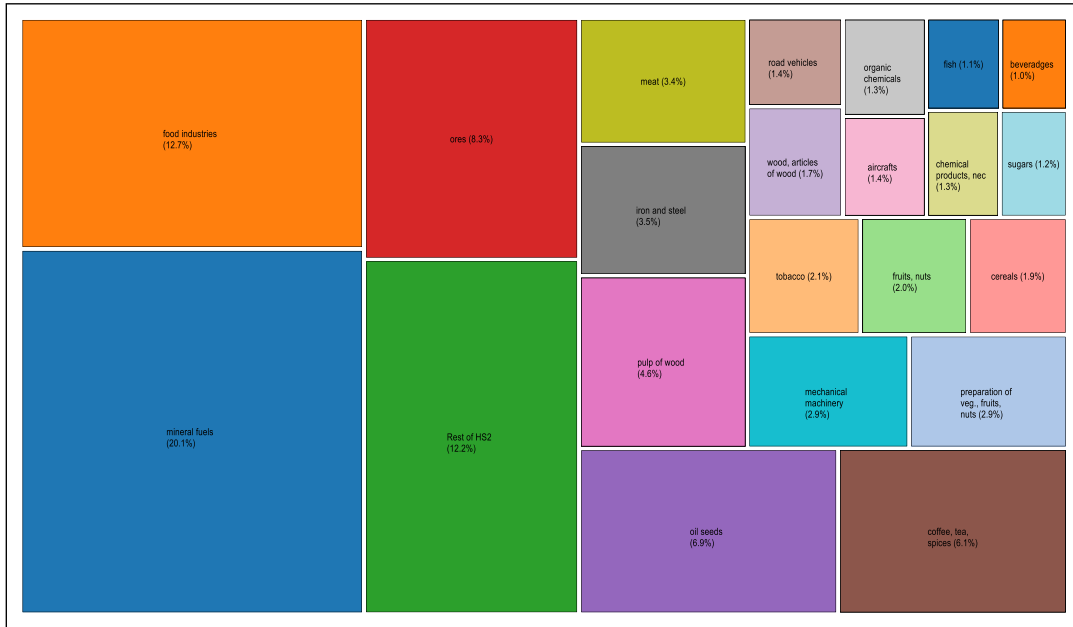 food industries
(12.7%)
mineral fuels
(20.1%)
ores (8.3%)
Rest of HS2
(12.2%)
meat (3.4%)
iron and steel
(3.5%)
pulp of wood
(4.6%)
oil seeds
(6.9%)
coffee, tea,
spices (6.1%)
road vehicles
(1.4%)
organic
chemicals
(1.3%)
fish (1.1%)
beveradges
(1.0%)
wood, articles
of wood (1.7%)
aircrafts
(1.4%)
chemical
products, nec
(1.3%)
sugars (1.2%)
tobacco (2.1%)
fruits, nuts
(2.0%)
cereals (1.9%)
mechanical
machinery
(2.9%)
preparation of
veg., fruits,
nuts (2.9%)